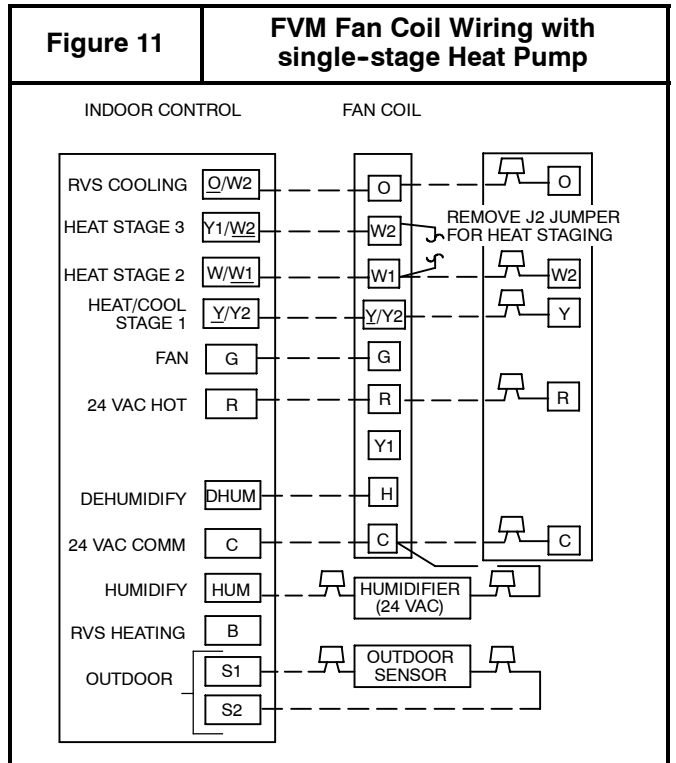 Figure 11
FVM Fan Coil Wiring with
single-stage Heat Pump
INDOOR CONTROL
FAN COIL
RVS COOLING O/W2 O O
HEAT STAGE 3 Y1/W2 W2
REMOVE J2 JUMPER
FOR HEAT STAGING
HEAT STAGE 2 W/W1 W1 W2
HEAT/COOL
STAGE 1 Y/Y2 Y/Y2 Y
FAN G G
24 VAC HOT R R R
Y1
DEHUMIDIFY DHUM H
24 VAC COMM C C C
HUMIDIFY HUM HUMIDIFIER
(24 VAC)
RVS HEATING B
OUTDOOR S1 OUTDOOR
SENSOR
S2